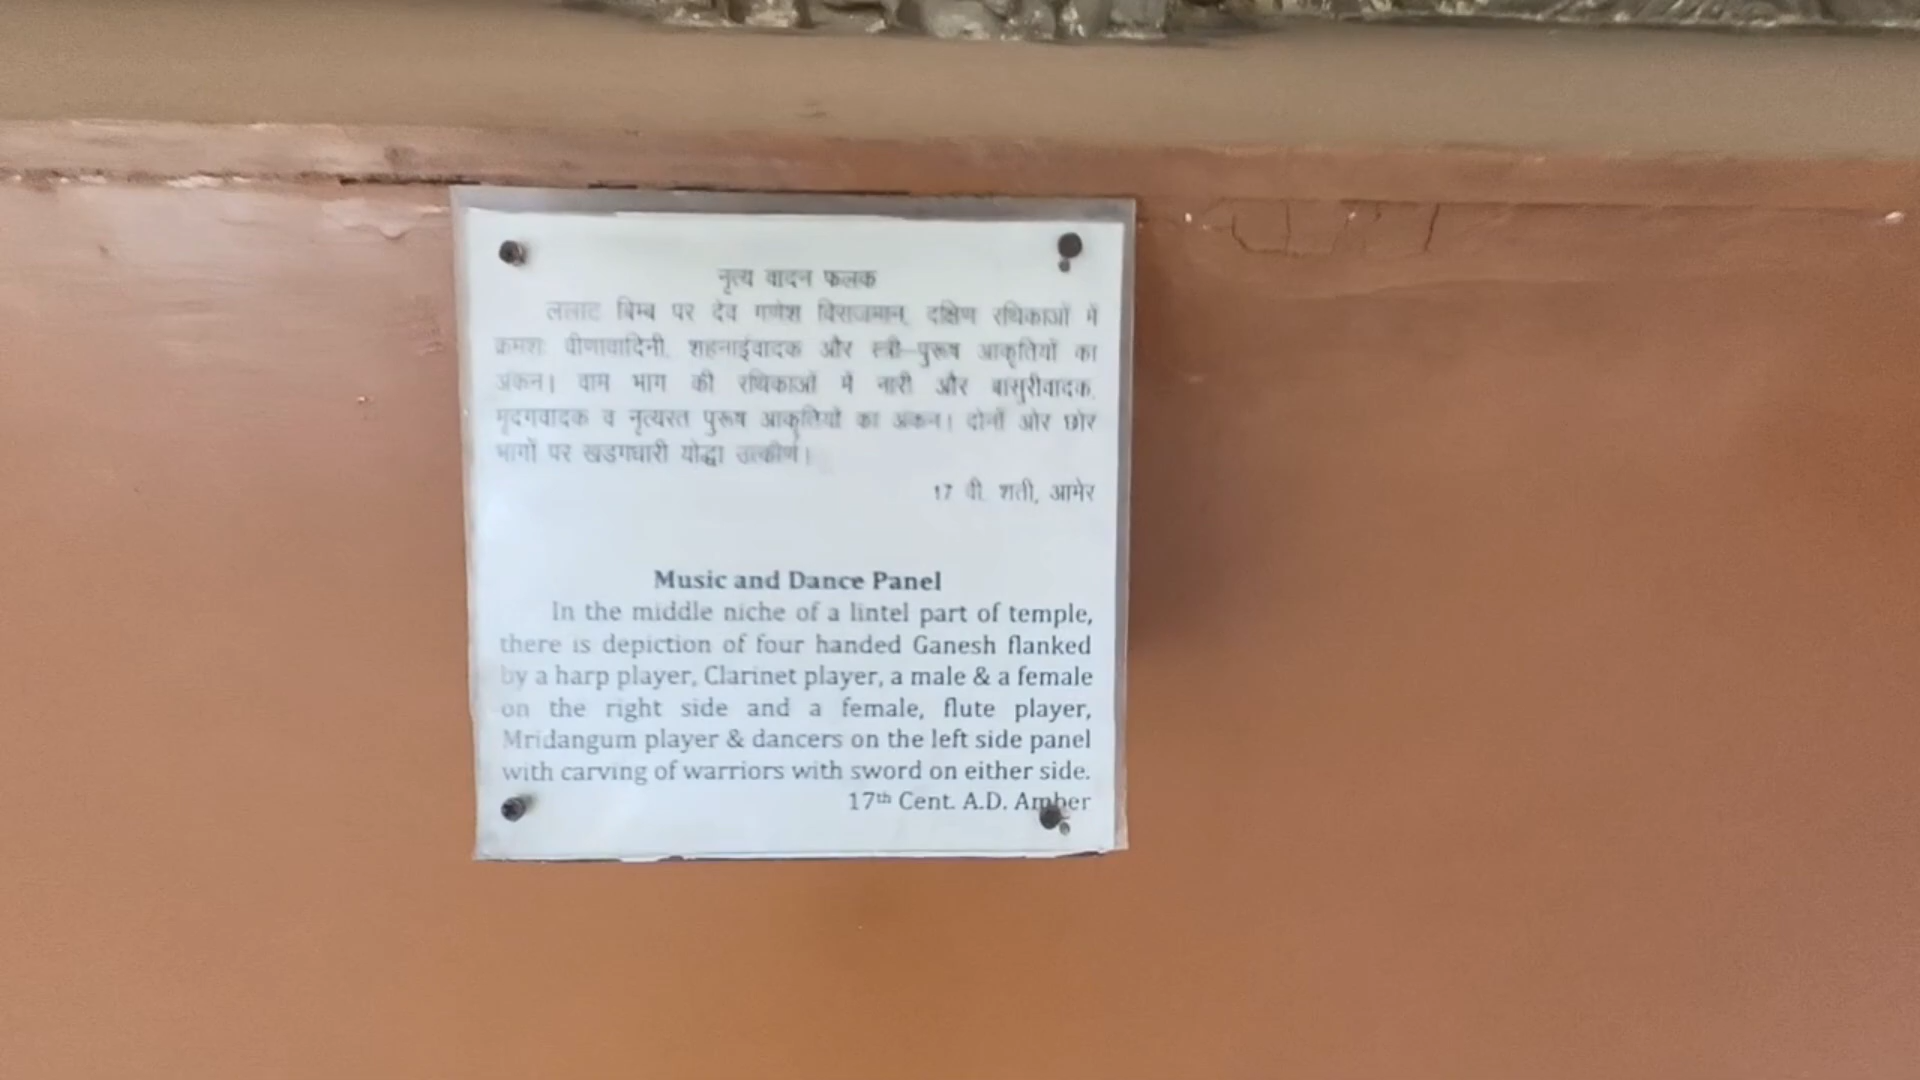 नृत्य वादन फलक
ललाट बिम्ब पर देव गणेश विराजमान, दक्षिण रथिकाओं में
क्रमशः वीणावादिनी, शहनाईवादक और स्त्री–पुरूष आकृतियों का
अंकन। वाम भाग की रथिकाओं में नारी और बांसुरीवादक,
मृदंगवादक व नृत्यरत पुरूष आकृतियों का अंकन। दोनों ओर छोर
भागों पर खडगधारी योद्धा उत्कीर्ण।
17 वी. शती, आमेर
Music and Dance Panel
In the middle niche of a lintel part of temple,
there is depiction of four handed Ganesh flanked
by a harp player, Clarinet player, a male & a female
on the right side and a female, flute player,
Mridangum player & dancers on the left side panel
with carving of warriors with sword on either side.
17th Cent. A.D. Amber